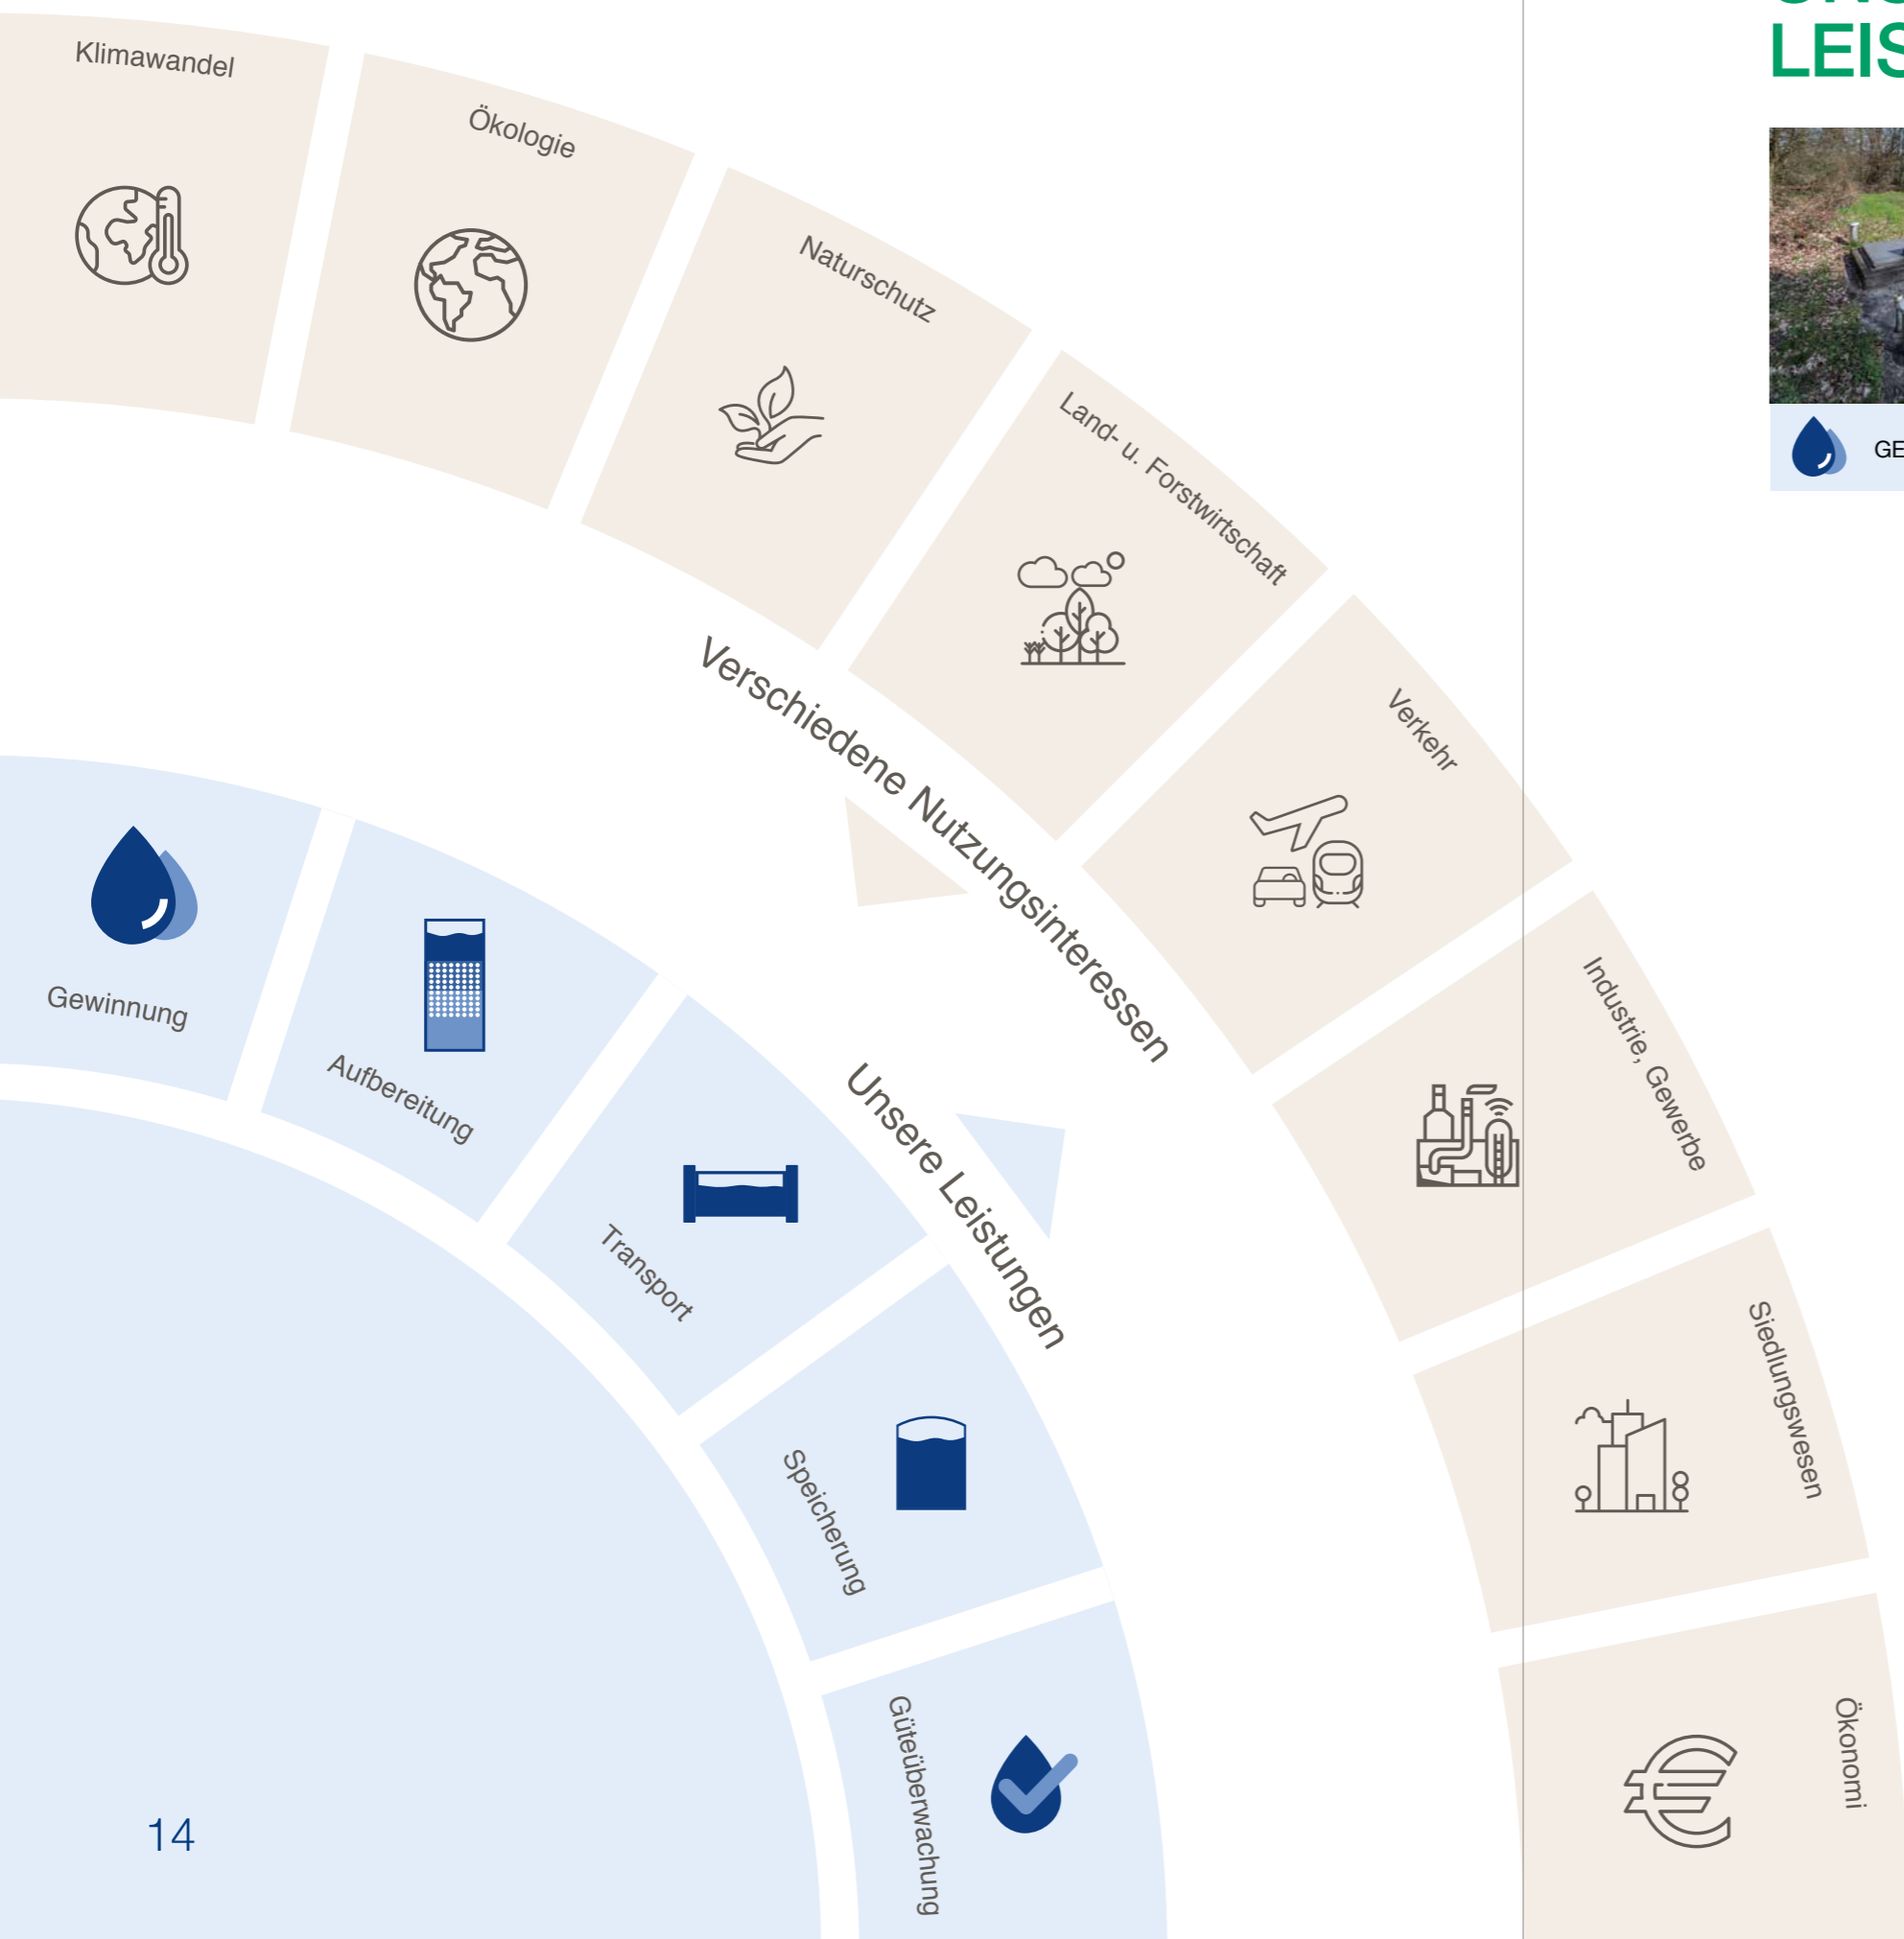 Klimawandel
Ökologie
Naturschutz
Land- u. Forstwirtschaft
Verkehr
Industrie, Gewerbe
Siedlungswesen
Ökonomi
Verschiedene Nutzungsinteressen
Unsere Leistungen
Gewinnung
Aufbereitung
Transport
Speicherung
Güteüberwachung
14
LEIS
GE